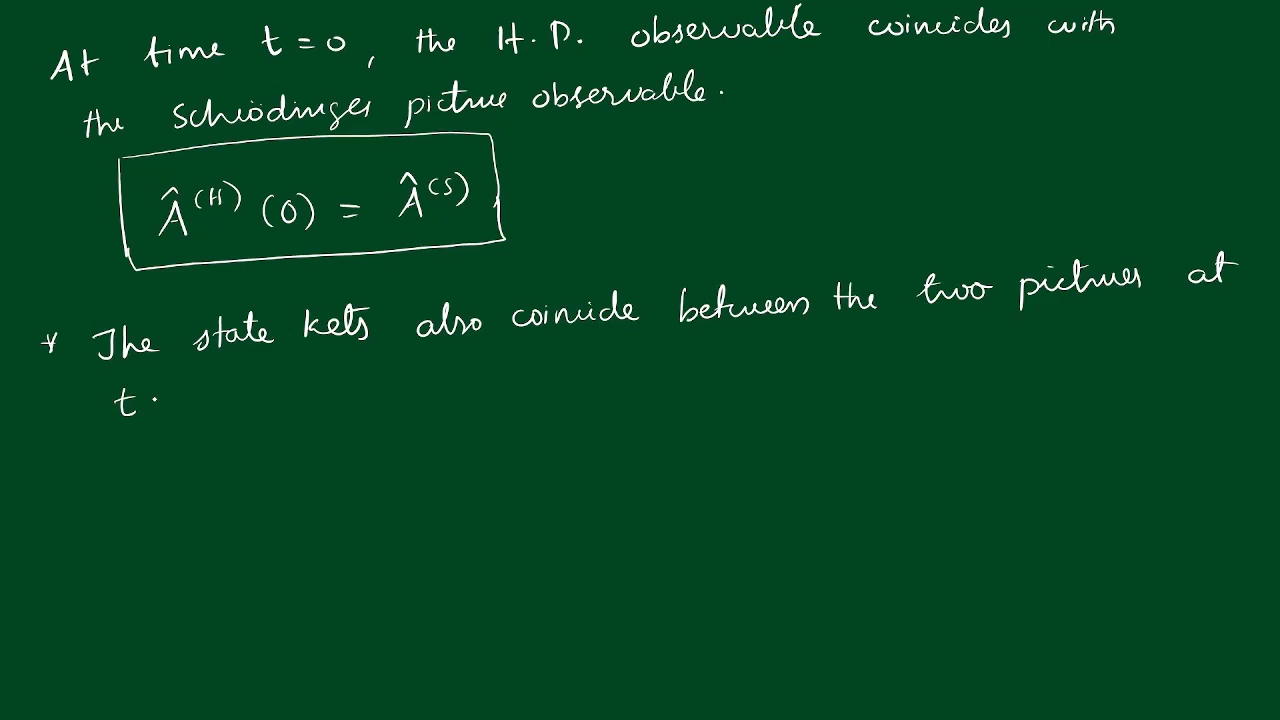 At time t = 0, the H.P. observable coincides with
the Schrödinger picture observable.
Â^(H) (0) = Â^(S)
* The state kets also coincide between the two pictures at
t .